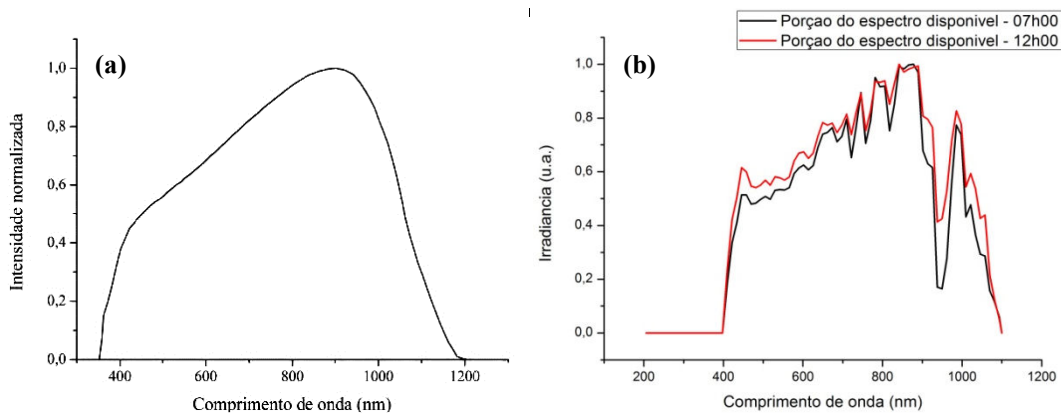 (a)
Intensidade normalizada
1,0
0,8
0,6
0,4
0,2
0,0
400 600 800 1000 1200
Comprimento de onda (nm)
Porçao do espectro disponivel - 07h00
Porçao do espectro disponivel - 12h00
(b)
Irradiancia (u.a.)
1,0
0,8
0,6
0,4
0,2
0,0
200 400 600 800 1000 1200
Comprimento de onda (nm)